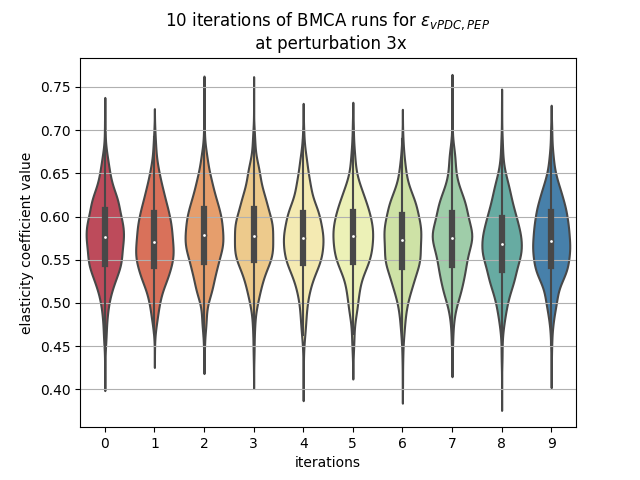 10 iterations of BMCA runs for ε_{vPDC, PEP}
at perturbation 3x
elasticity coefficient value
0.75
0.70
0.65
0.60
0.55
0.50
0.45
0.40
0 1 2 3 4 5 6 7 8 9
iterations